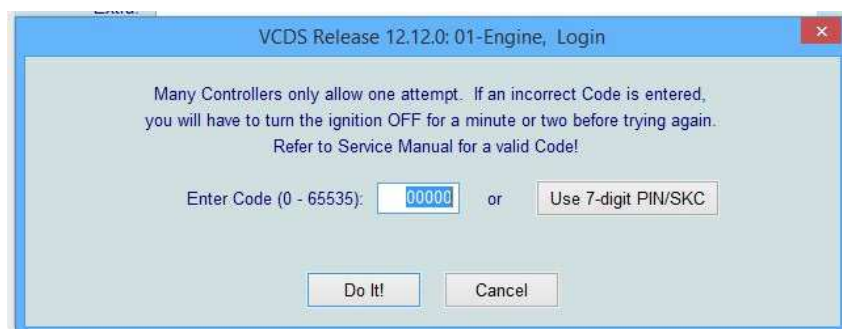 Extra:
VCDS Release 12.12.0: 01-Engine, Login
Many Controllers only allow one attempt. If an incorrect Code is entered,
you will have to turn the ignition OFF for a minute or two before trying again.
Refer to Service Manual for a valid Code!
Enter Code (0 - 65535): 00000 or Use 7-digit PIN/SKC
Do It! Cancel